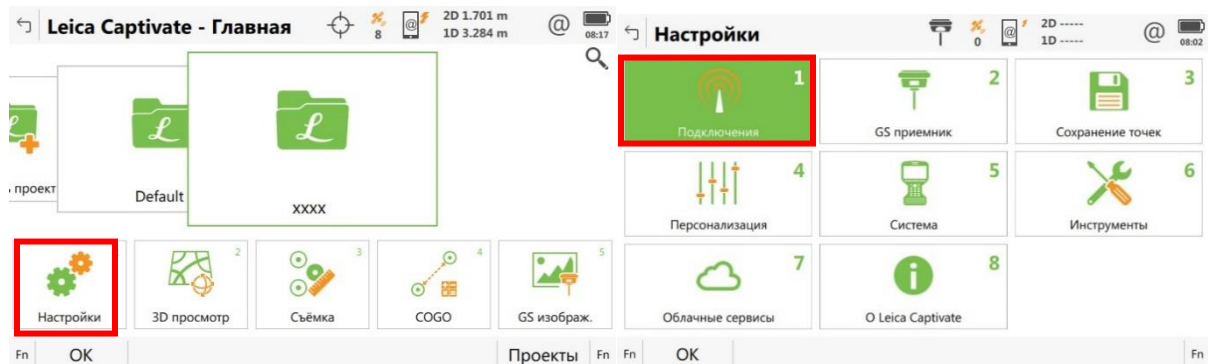 Leica Captivate - Главная
8
@
2D 1.701 m
1D 3.284 m
@
08:17
проект
Default
xxxx
Настройки
2
3D просмотр
3
Съёмка
4
COGO
5
GS изображ.
Fn
OK
Проекты
Fn
Настройки
0
@
2D -----
1D -----
@
08:02
1
Подключения
2
GS приемник
3
Сохранение точек
4
Персонализация
5
Система
6
Инструменты
7
Облачные сервисы
8
О Leica Captivate
Fn
OK
Fn